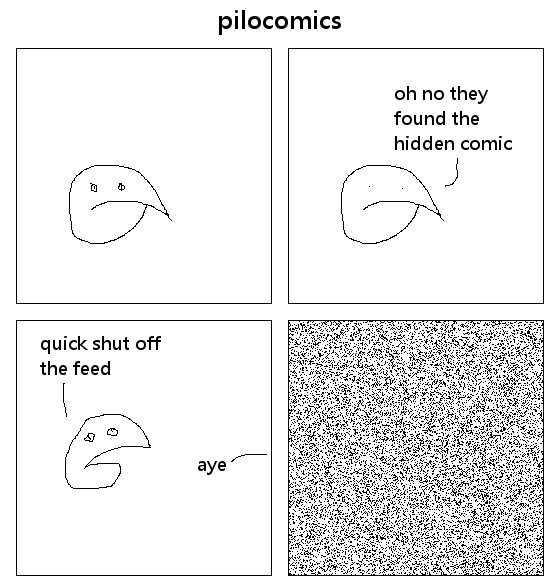 pilocomics
oh no they
found the
hidden comic
quick shut off
the feed
aye